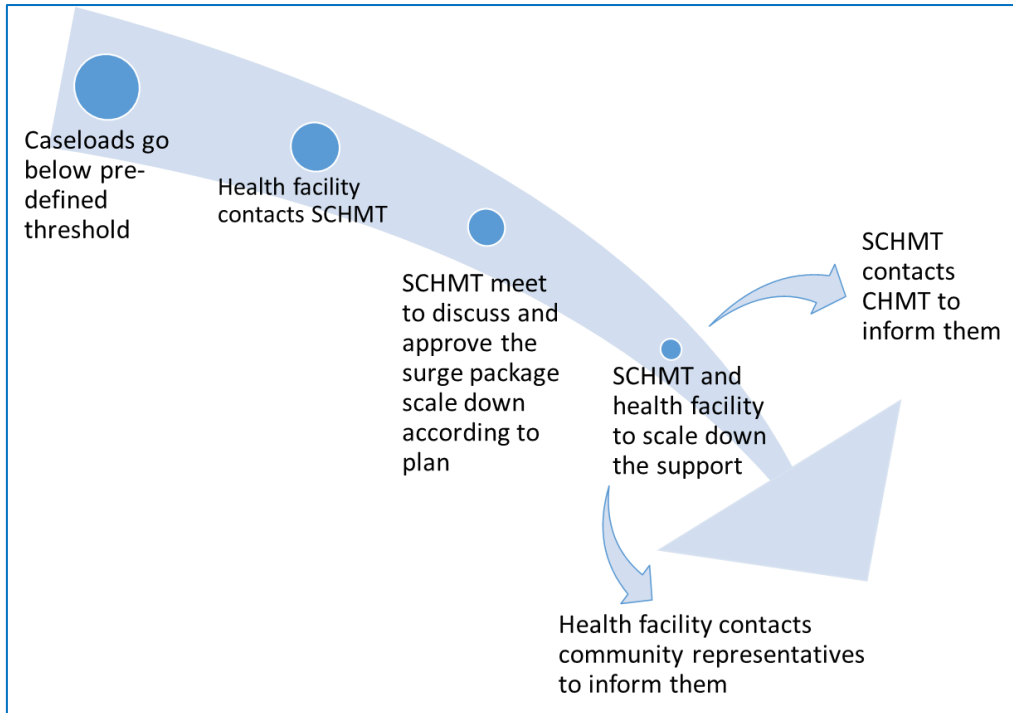 Caseloads go
below pre-
defined
threshold
Health facility
contacts SCHMT
SCHMT meet
to discuss and
approve the
surge package
scale down
according to
plan
SCHMT and
health facility
to scale down
the support
SCHMT
contacts
CHMT to
inform them
Health facility contacts
community representatives
to inform them